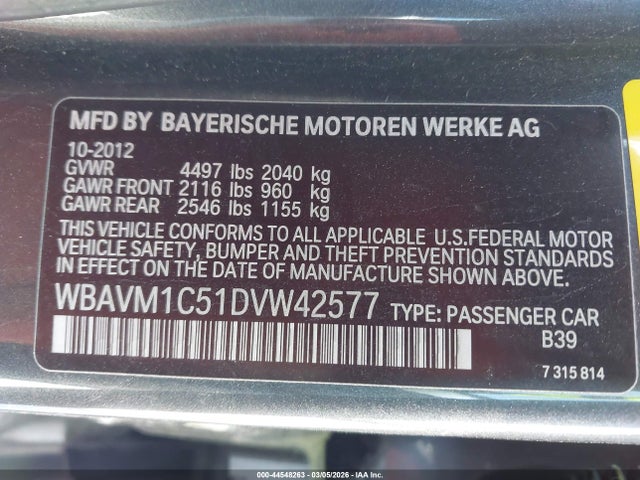 MFD BY BAYERISCHE MOTOREN WERKE AG
10-2012
GVWR 4497 lbs 2040 kg
GAWR FRONT 2116 lbs 960 kg
GAWR REAR 2546 lbs 1155 kg
THIS VEHICLE CONFORMS TO ALL APPLICABLE U.S.FEDERAL MOTOR
VEHICLE SAFETY, BUMPER AND THEFT PREVENTION STANDARDS
IN EFFECT ON THE DATE OF MANUFACTURE SHOWN ABOVE.
WBAVM1C51DVW42577 TYPE: PASSENGER CAR
B39
7 315 814
000-44548263 - 03/05/2026 - IAA Inc.